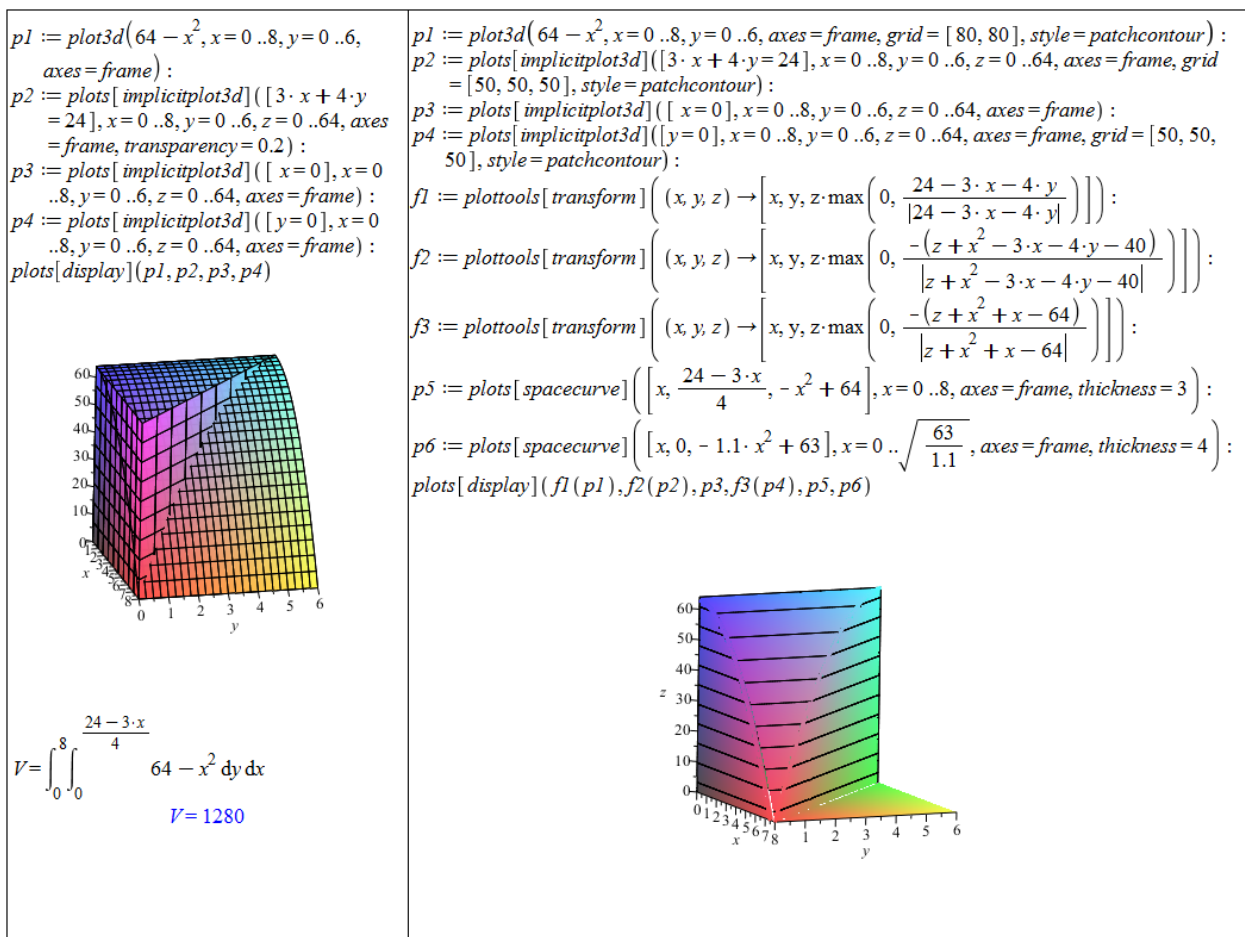 p1 := plot3d(64 − x², x = 0 ..8, y = 0 ..6,
axes = frame) :
p2 := plots[implicitplot3d]([3· x + 4·y
= 24], x = 0 ..8, y = 0 ..6, z = 0 ..64, axes
= frame, transparency = 0.2) :
p3 := plots[implicitplot3d]([ x = 0], x = 0
..8, y = 0 ..6, z = 0 ..64, axes = frame) :
p4 := plots[implicitplot3d]([y = 0], x = 0
..8, y = 0 ..6, z = 0 ..64, axes = frame) :
plots[display](p1, p2, p3, p4)
60
50
40
30
20
10
0
1
2
3
4
5
6
7
8
x
0 1 2 3 4 5 6
y
V = ∫₀⁸ ∫₀^((24 − 3·x)/4) 64 − x² dy dx
V = 1280
p1 := plot3d(64 − x², x = 0 ..8, y = 0 ..6, axes = frame, grid = [80, 80], style = patchcontour) :
p2 := plots[implicitplot3d]([3· x + 4·y = 24], x = 0 ..8, y = 0 ..6, z = 0 ..64, axes = frame, grid
= [50, 50, 50], style = patchcontour) :
p3 := plots[implicitplot3d]([ x = 0], x = 0 ..8, y = 0 ..6, z = 0 ..64, axes = frame) :
p4 := plots[implicitplot3d]([y = 0], x = 0 ..8, y = 0 ..6, z = 0 ..64, axes = frame, grid = [50, 50,
50], style = patchcontour) :
f1 := plottools[transform]((x, y, z) → [x, y, z·max(0, (24 − 3· x − 4· y)/|24 − 3· x − 4· y|)]) :
f2 := plottools[transform]((x, y, z) → [x, y, z·max(0, −(z + x² − 3·x − 4·y − 40)/|z + x² − 3·x − 4·y − 40|)]) :
f3 := plottools[transform]((x, y, z) → [x, y, z·max(0, −(z + x² + x − 64)/|z + x² + x − 64|)]) :
p5 := plots[spacecurve]([x, (24 − 3·x)/4, − x² + 64], x = 0 ..8, axes = frame, thickness = 3) :
p6 := plots[spacecurve]([x, 0, − 1.1· x² + 63], x = 0 ..√(63/1.1), axes = frame, thickness = 4) :
plots[display](f1(p1), f2(p2), p3, f3(p4), p5, p6)
60
50
40
z 30
20
10
0
0 1 2 3 4 5 6 7 8
x
1 2 3 4 5 6
y